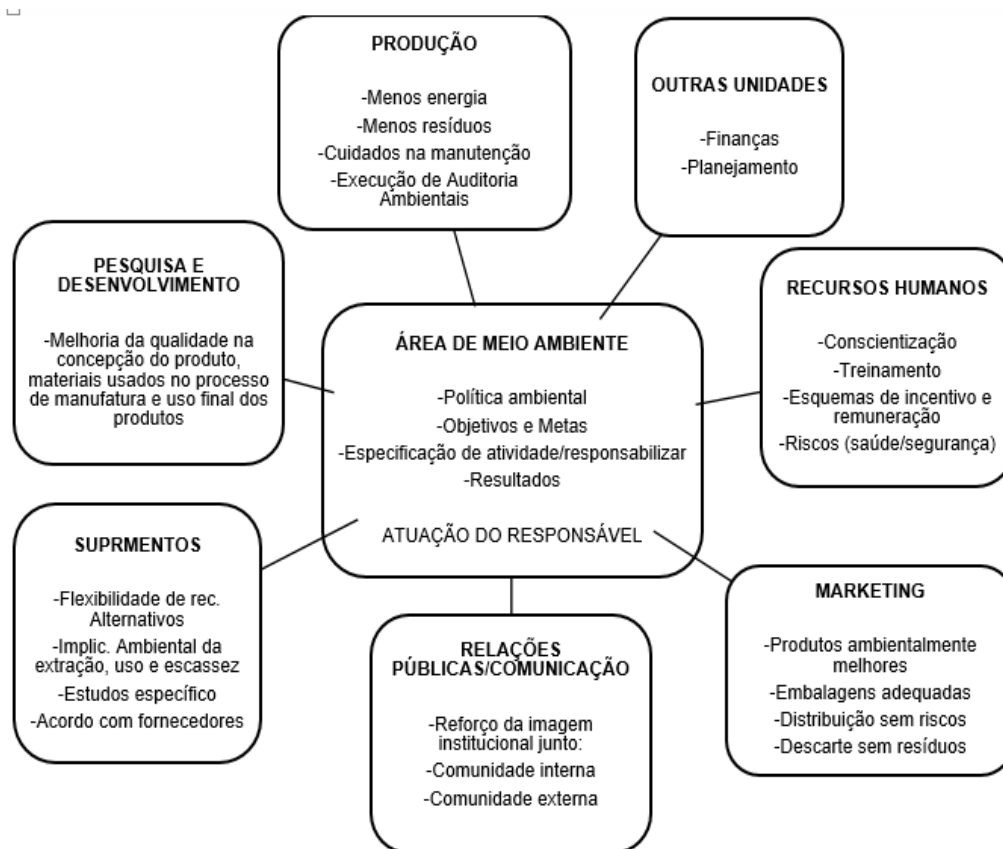 PRODUÇÃO
-Menos energia
-Menos resíduos
-Cuidados na manutenção
-Execução de Auditoria
Ambientais
OUTRAS UNIDADES
-Finanças
-Planejamento
PESQUISA E
DESENVOLVIMENTO
-Melhoria da qualidade na
concepção do produto,
materiais usados no processo
de manufatura e uso final dos
produtos
ÁREA DE MEIO AMBIENTE
-Política ambiental
-Objetivos e Metas
-Especificação de atividade/responsabilizar
-Resultados
ATUAÇÃO DO RESPONSÁVEL
RECURSOS HUMANOS
-Conscientização
-Treinamento
-Esquemas de incentivo e
remuneração
-Riscos (saúde/segurança)
SUPRMENTOS
-Flexibilidade de rec.
Alternativos
-Implic. Ambiental da
extração, uso e escassez
-Estudos específico
-Acordo com fornecedores
RELAÇÕES
PÚBLICAS/COMUNICAÇÃO
-Reforço da imagem
institucional junto:
-Comunidade interna
-Comunidade externa
MARKETING
-Produtos ambientalmente
melhores
-Embalagens adequadas
-Distribuição sem riscos
-Descarte sem resíduos